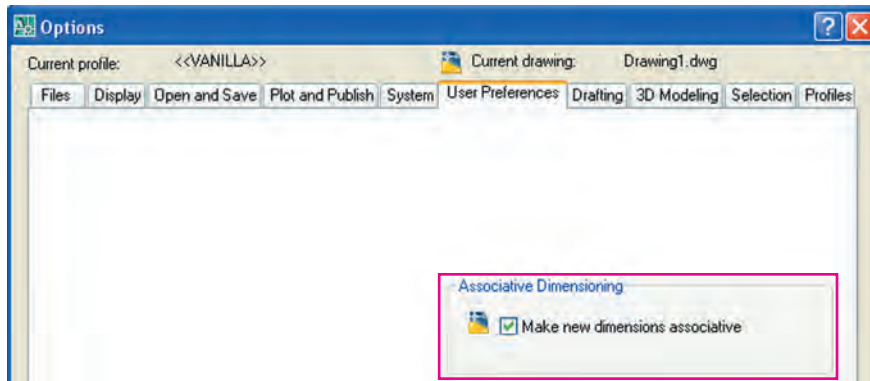 Options
Current profile: <<VANILLA>> Current drawing: Drawing1.dwg
Files Display Open and Save Plot and Publish System User Preferences Drafting 3D Modeling Selection Profiles
Associative Dimensioning
Make new dimensions associative